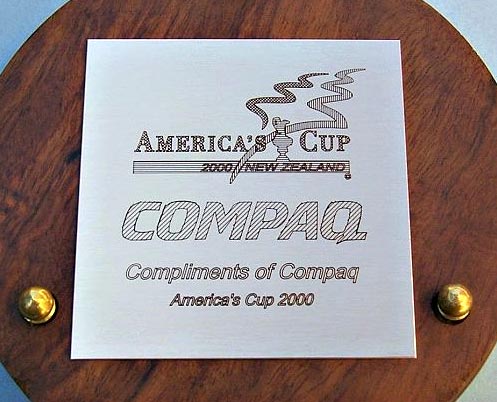 AMERICA'S CUP
2000 NEW ZEALAND
COMPAQ
Compliments of Compaq
America's Cup 2000